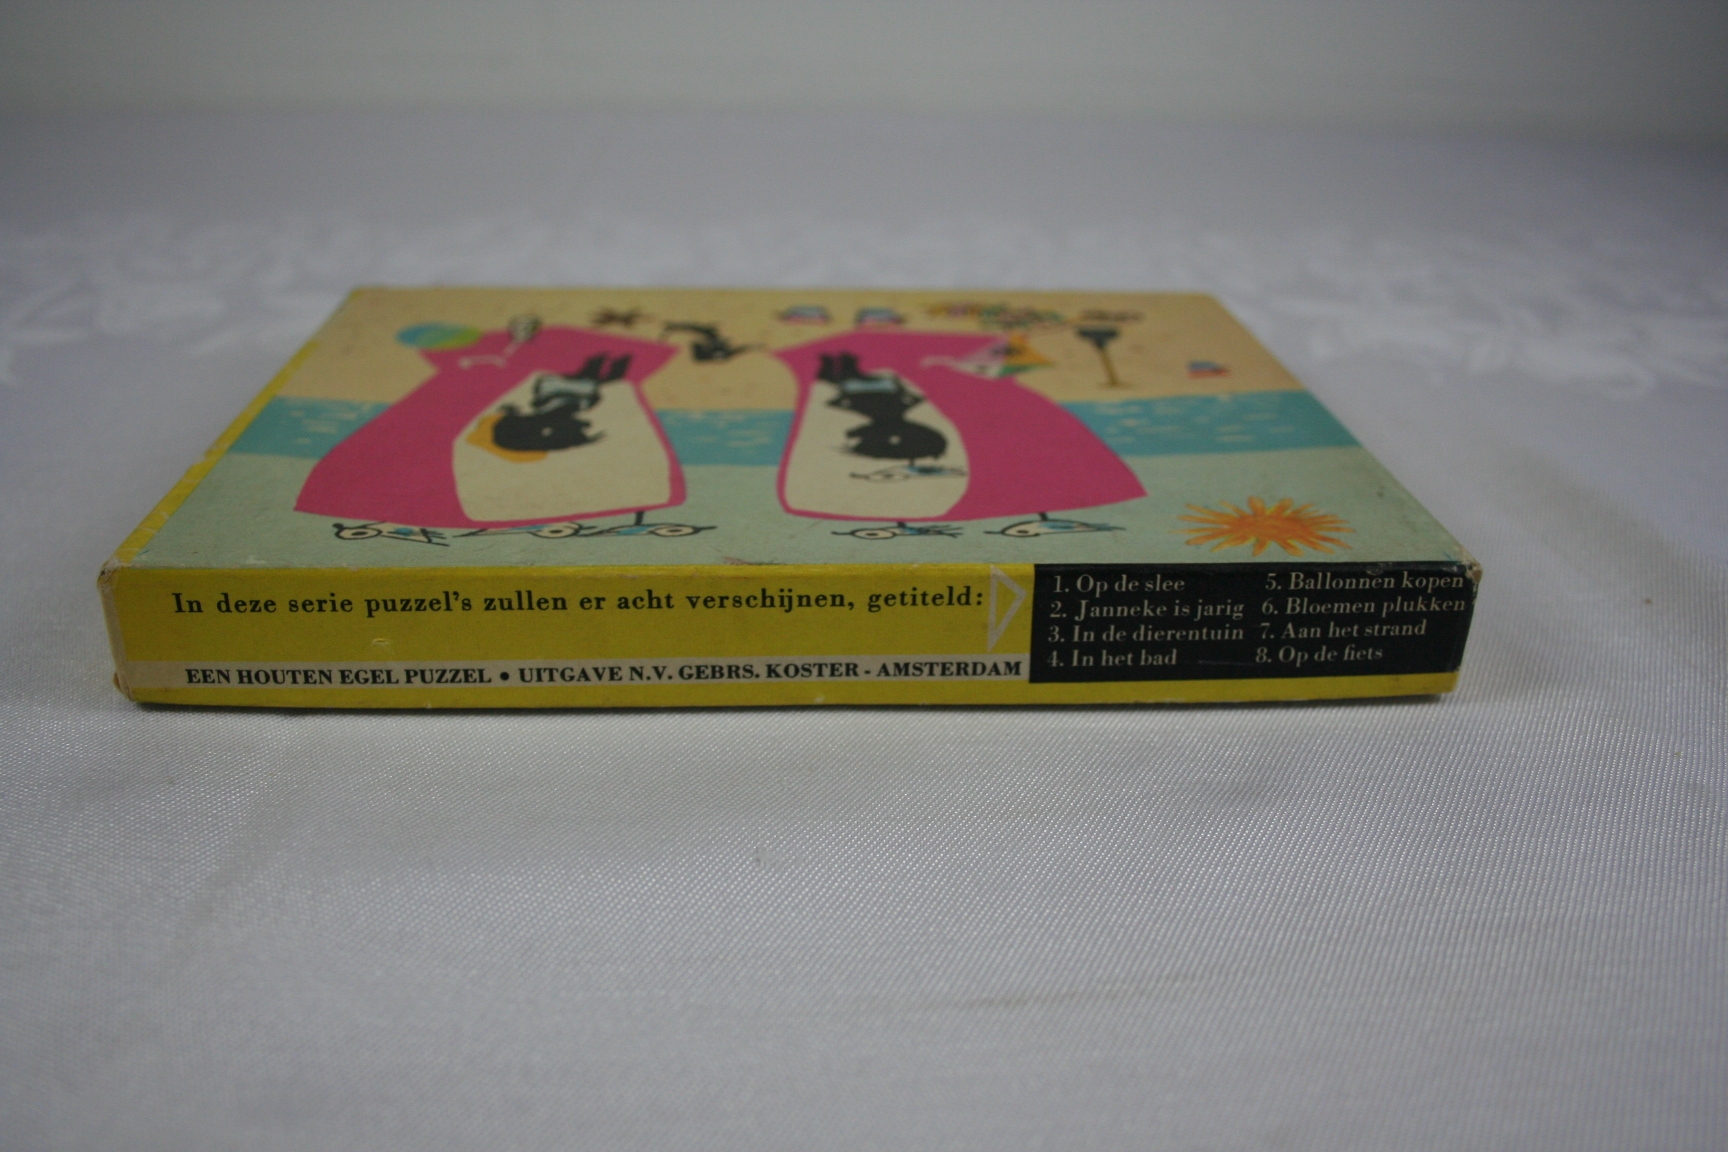 In deze serie puzzel's zullen er acht verschijnen, getiteld:
EEN HOUTEN EGEL PUZZEL • UITGAVE N.V. GEBRS. KOSTER - AMSTERDAM
1. Op de slee
2. Janneke is jarig
3. In de dierentuin
4. In het bad
5. Ballonnen kopen
6. Bloemen plukken
7. Aan het strand
8. Op de fiets